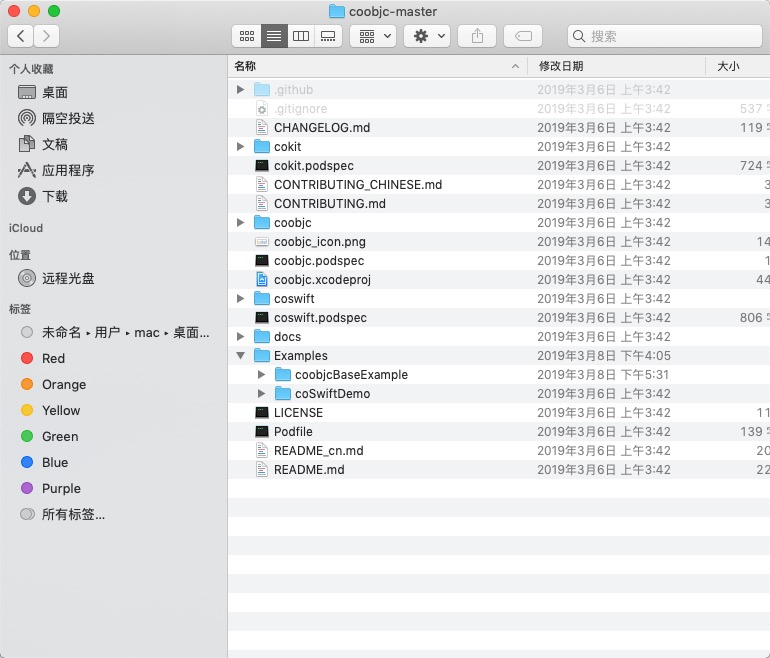 coobjc-master
搜索
个人收藏
桌面
隔空投送
文稿
应用程序
下载
iCloud
位置
远程光盘
标签
未命名 ▸ 用户 ▸ mac ▸ 桌面...
Red
Orange
Yellow
Green
Blue
Purple
所有标签...
名称 修改日期 大小
.github 2019年3月6日 上午3:42
.gitignore 2019年3月6日 上午3:42 537
CHANGELOG.md 2019年3月6日 上午3:42 119
cokit 2019年3月6日 上午3:42
cokit.podspec 2019年3月6日 上午3:42 724
CONTRIBUTING_CHINESE.md 2019年3月6日 上午3:42 3
CONTRIBUTING.md 2019年3月6日 上午3:42 3
coobjc 2019年3月6日 上午3:42
coobjc_icon.png 2019年3月6日 上午3:42 14
coobjc.podspec 2019年3月6日 上午3:42 1
coobjc.xcodeproj 2019年3月6日 上午3:42 44
coswift 2019年3月6日 上午3:42
coswift.podspec 2019年3月6日 上午3:42 806
docs 2019年3月6日 上午3:42
Examples 2019年3月8日 下午4:05
coobjcBaseExample 2019年3月8日 下午5:31
coSwiftDemo 2019年3月6日 上午3:42
LICENSE 2019年3月6日 上午3:42 11
Podfile 2019年3月6日 上午3:42 139
README_cn.md 2019年3月6日 上午3:42 20
README.md 2019年3月6日 上午3:42 22